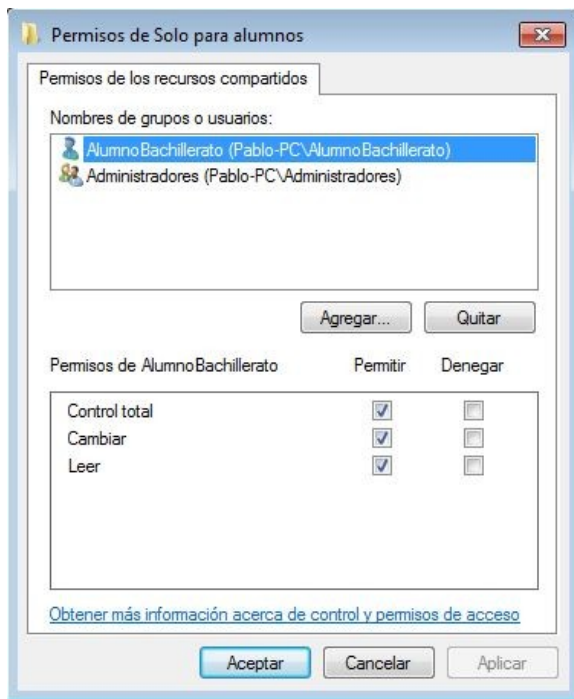 Permisos de Solo para alumnos
Permisos de los recursos compartidos
Nombres de grupos o usuarios:
AlumnoBachillerato (Pablo-PC\AlumnoBachillerato)
Administradores (Pablo-PC\Administradores)
Agregar... Quitar
Permisos de AlumnoBachillerato Permitir Denegar
Control total
Cambiar
Leer
Obtener más información acerca de control y permisos de acceso
Aceptar Cancelar Aplicar